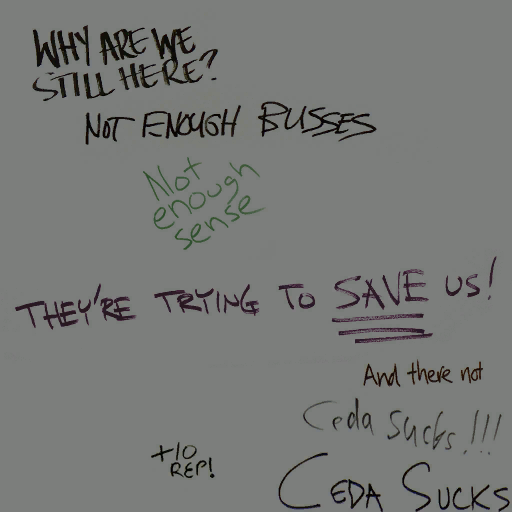 WHY ARE WE
STILL HERE?
NOT ENOUGH BUSSES
Not
enough
sense
THEY'RE TRYING TO SAVE US!
And there not
Ceda sucks!!!
+10
REP!
CEDA SUCKS